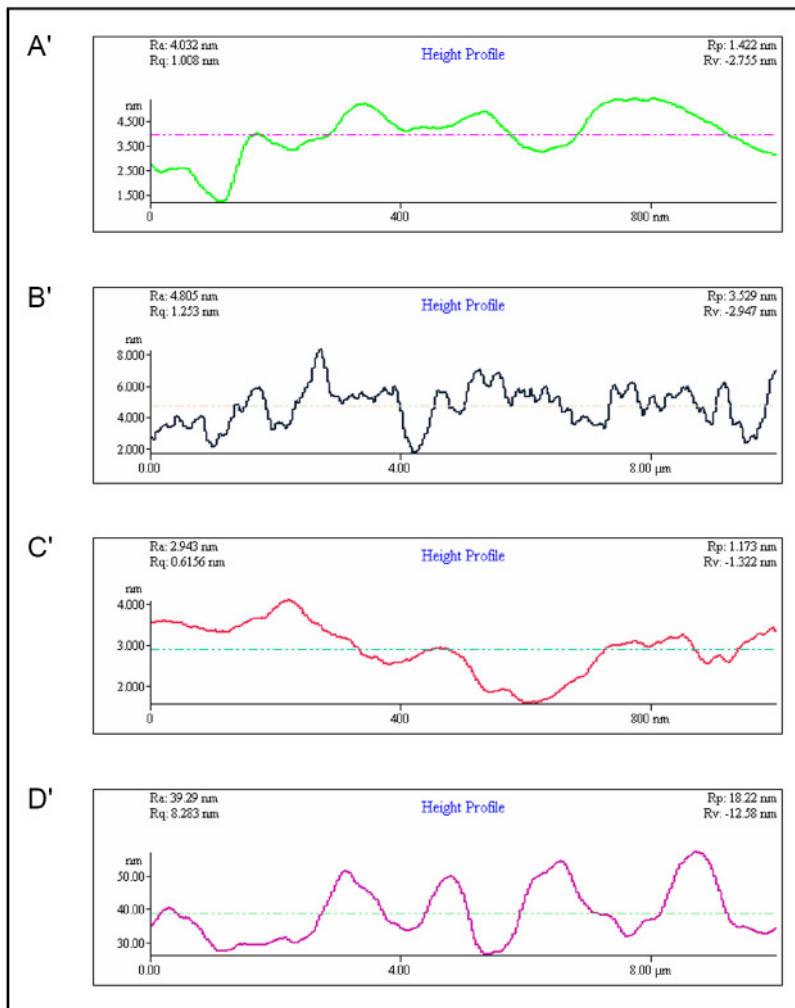 A'
Ra: 4.032 nm
Rq: 1.008 nm
Height Profile
Rp: 1.422 nm
Rv: -2.755 nm
nm
4.500
3.500
2.500
1.500
0 400 800 nm
B'
Ra: 4.805 nm
Rq: 1.253 nm
Height Profile
Rp: 3.529 nm
Rv: -2.947 nm
nm
8.000
6.000
4.000
2.000
0.00 4.00 8.00 µm
C'
Ra: 2.943 nm
Rq: 0.6156 nm
Height Profile
Rp: 1.173 nm
Rv: -1.322 nm
nm
4.000
3.000
2.000
0 400 800 nm
D'
Ra: 39.29 nm
Rq: 8.283 nm
Height Profile
Rp: 18.22 nm
Rv: -12.58 nm
nm
50.00
40.00
30.00
0.00 4.00 8.00 µm